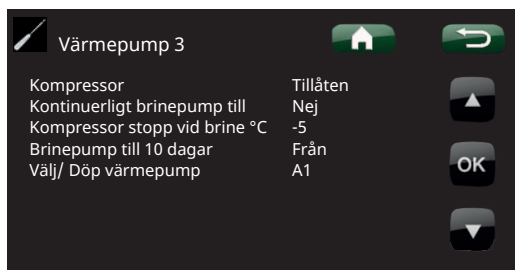 Värmepump 3
Kompressor Tillåten
Kontinuerligt brinepump till Nej
Kompressor stopp vid brine °C -5
Brinepump till 10 dagar Från
Välj/ Döp värmepump A1
OK